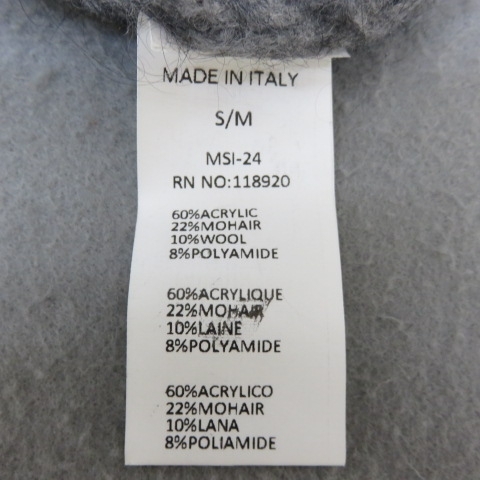 MADE IN ITALY
S/M
MSI-24
RN NO:118920
60%ACRYLIC
22%MOHAIR
10%WOOL
8%POLYAMIDE
60%ACRYLIQUE
22%MOHAIR
10%LAINE
8%POLYAMIDE
60%ACRYLICO
22%MOHAIR
10%LANA
8%POLIAMIDE